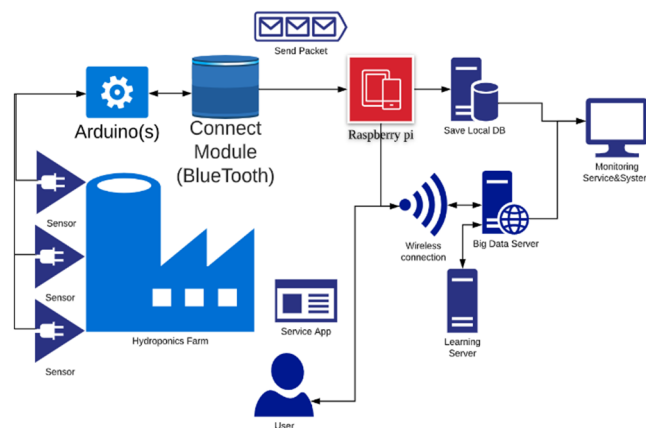 Send Packet
Arduino(s)
Connect
Module
(BlueTooth)
Raspberry pi
Save Local DB
Monitoring
Service&System
Sensor
Sensor
Sensor
Hydroponics Farm
Wireless
connection
Big Data Server
Learning
Server
Service App
User